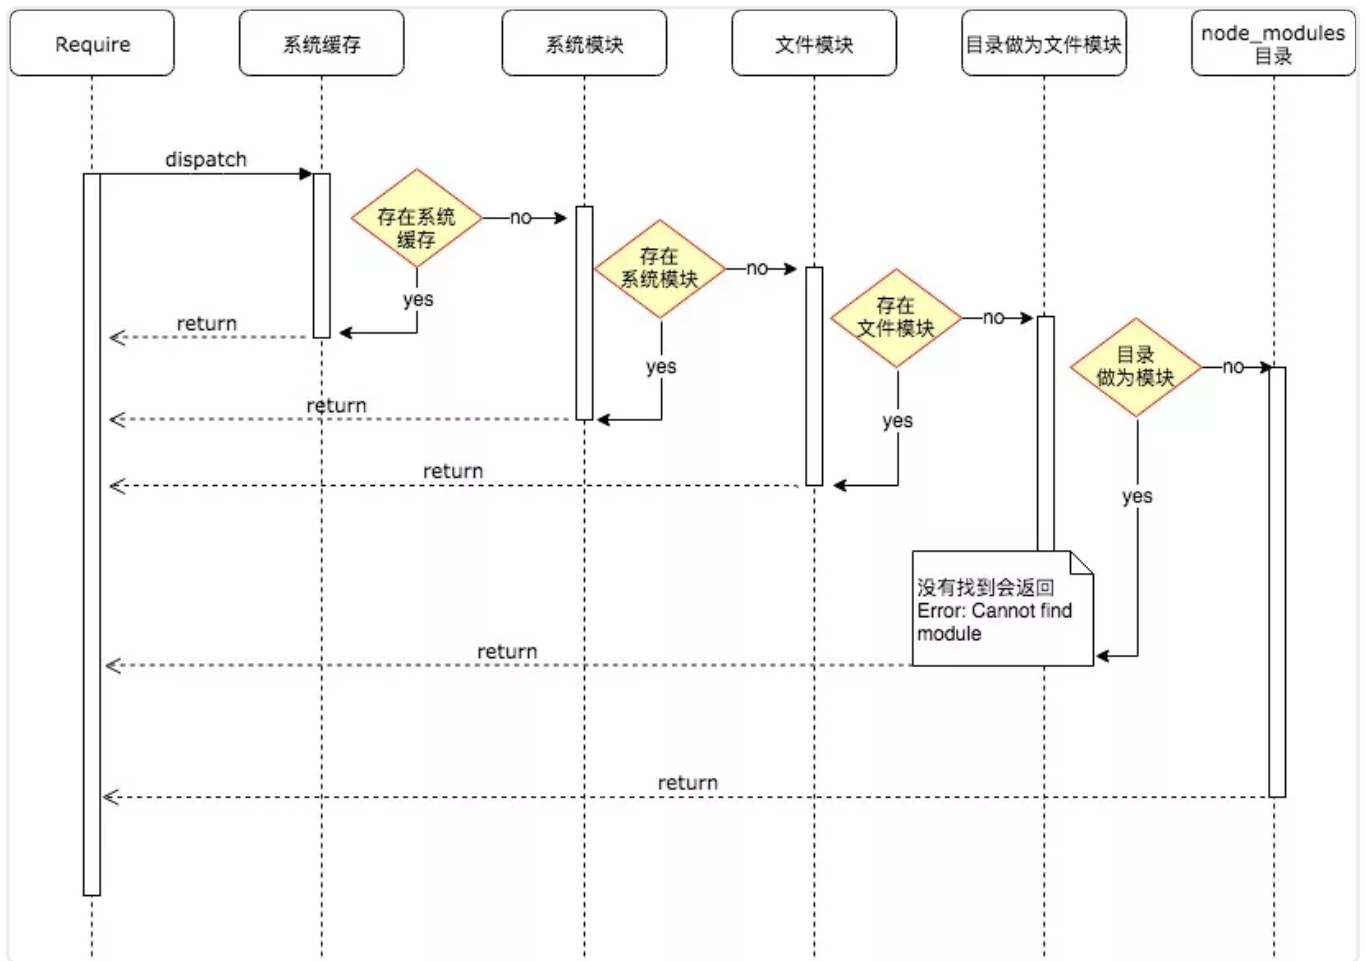 Require
系统缓存
系统模块
文件模块
目录做为文件模块
node_modules
目录
dispatch
存在系统
缓存
no
存在
系统模块
no
存在
文件模块
no
目录
做为模块
no
yes
return
yes
return
yes
return
yes
没有找到会返回
Error: Cannot find
module
return
return